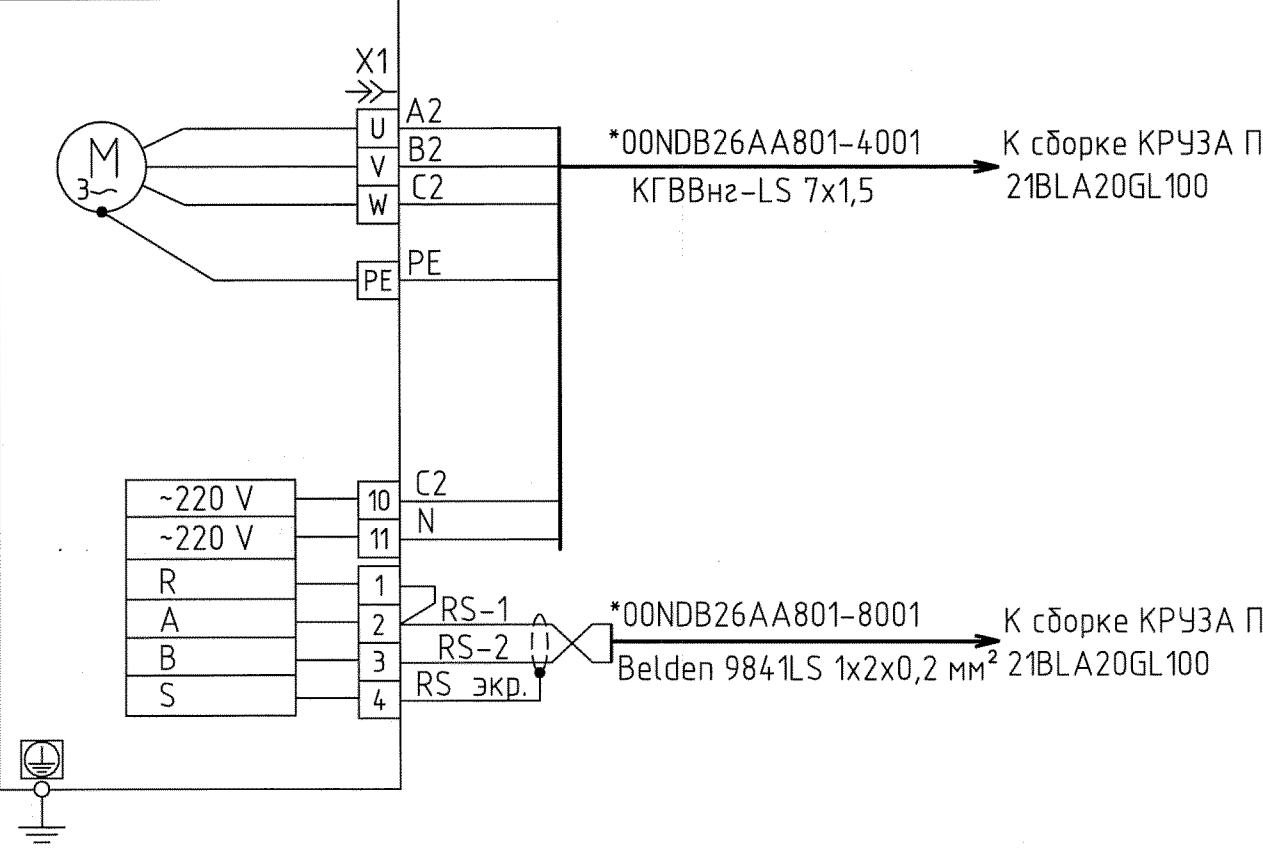 X1
M
3~
U
A2
V
B2
W
C2
PE
PE
*00NDB26AA801-4001
КГВВнг-LS 7x1,5
К сборке КРУЗА П
21BLA20GL100
~220 V
10
C2
~220 V
11
N
R
1
A
2
RS-1
B
3
RS-2
S
4
RS экр.
*00NDB26AA801-8001
Belden 9841LS 1x2x0,2 мм²
К сборке КРУЗА П
21BLA20GL100